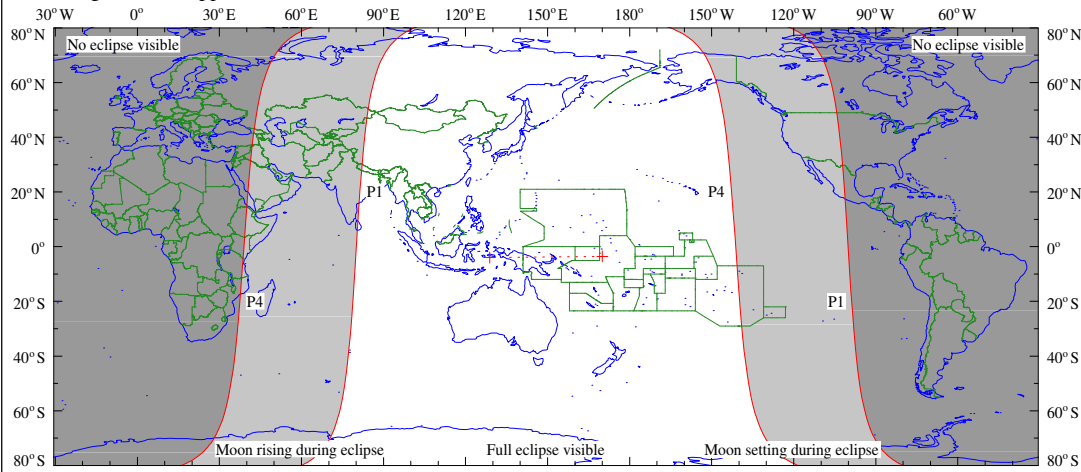 30° W 0° 30° E 60° E 90° E 120° E 150° E 180° 150° W 120° W 90° W 60° W
80° N No eclipse visible No eclipse visible 80° N
60° N 60° N
40° N 40° N
20° N P1 P4 20° N
0° 0°
20° S P4 P1 20° S
40° S 40° S
60° S 60° S
Moon rising during eclipse Full eclipse visible Moon setting during eclipse
80° S 80° S